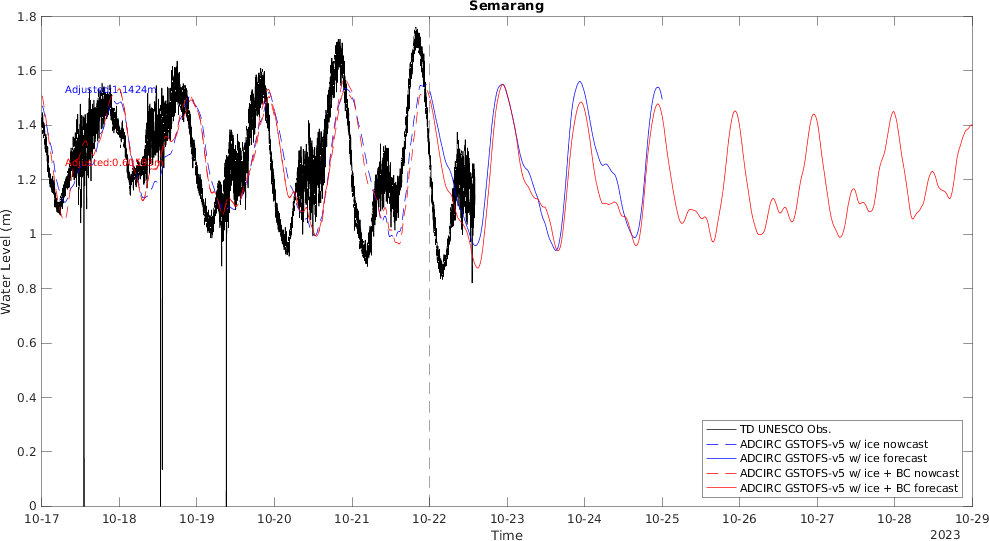 Semarang
Water Level (m)
1.8
1.6
1.4
1.2
1
0.8
0.6
0.4
0.2
0
Adjusted:1.1424m
TD UNESCO Obs.
ADCIRC GSTOFS-v5 w/ ice nowcast
ADCIRC GSTOFS-v5 w/ ice forecast
ADCIRC GSTOFS-v5 w/ ice + BC nowcast
ADCIRC GSTOFS-v5 w/ ice + BC forecast
10-17 10-18 10-19 10-20 10-21 10-22 10-23 10-24 10-25 10-26 10-27 10-28 10-29
Time
2023